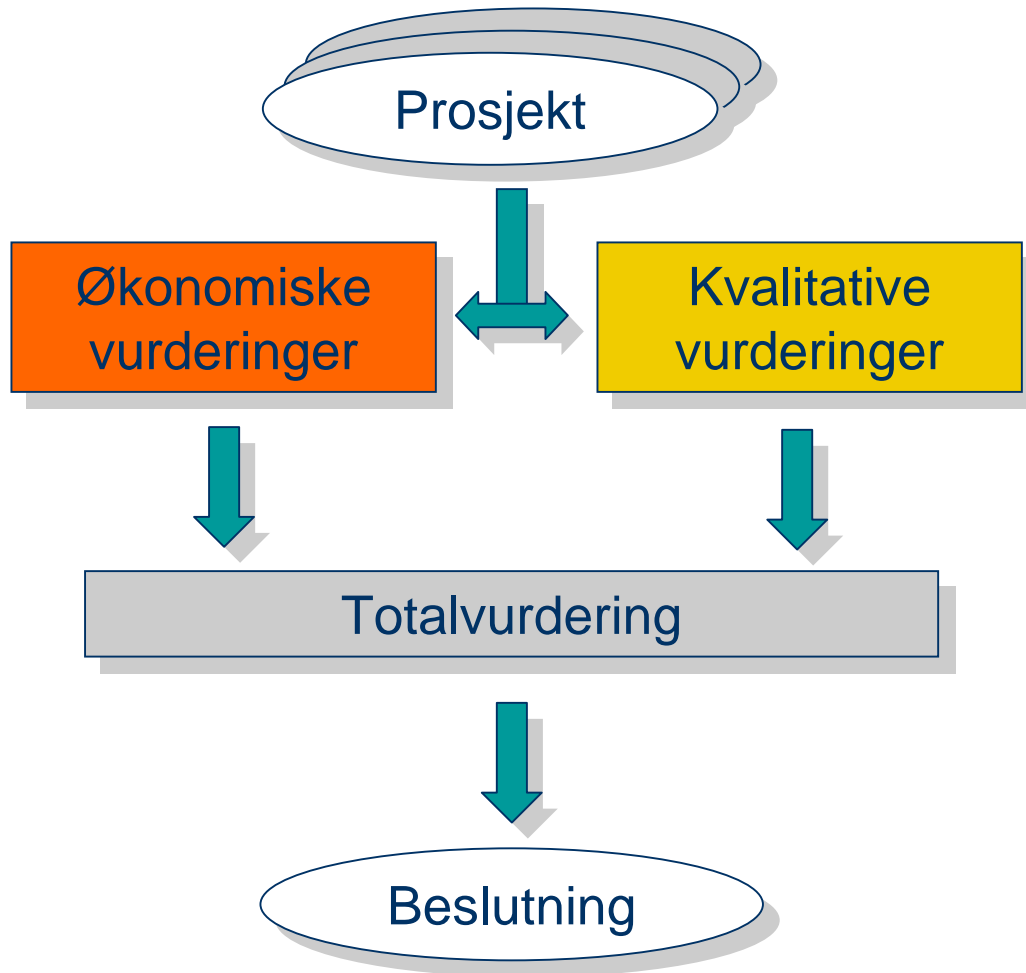 Prosjekt
Økonomiske
vurderinger
Kvalitative
vurderinger
Totalvurdering
Beslutning